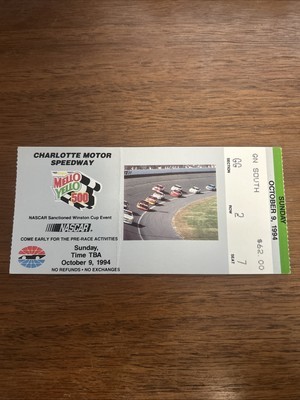 CHARLOTTE MOTOR
SPEEDWAY
MELLO
YELLO
500
NASCAR Sanctioned Winston Cup Event
NASCAR
COME EARLY FOR THE PRE-RACE ACTIVITIES
Sunday,
Time TBA
October 9, 1994
NO REFUNDS • NO EXCHANGES
GG
SECTION
2
ROW
7
SEAT
QN SOUTH
$62.00
OCTOBER 9, 1994
SUNDAY